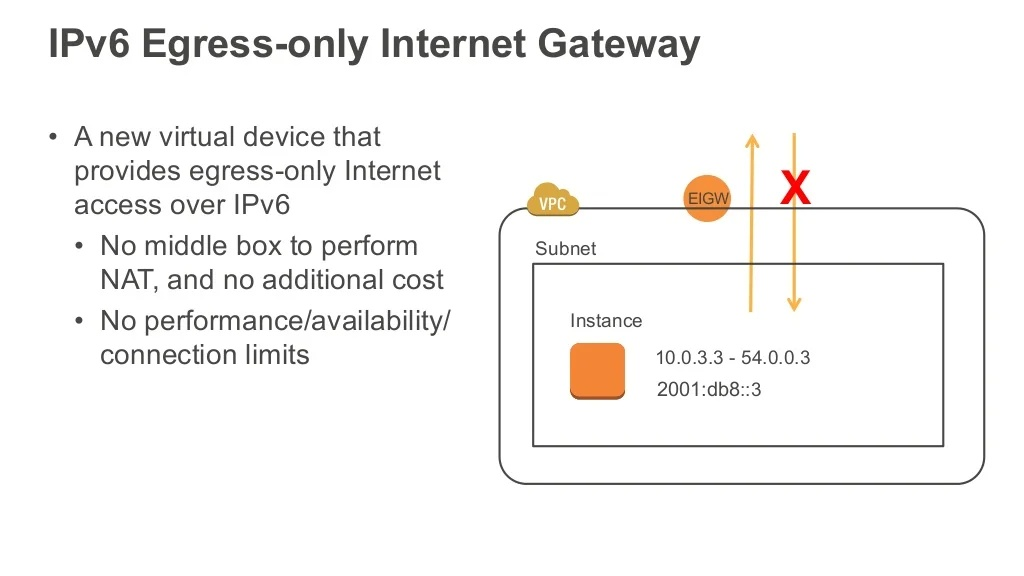 IPv6 Egress-only Internet Gateway
• A new virtual device that
provides egress-only Internet
access over IPv6
• No middle box to perform
NAT, and no additional cost
• No performance/availability/
connection limits
X
EIGW
VPC
Subnet
Instance
10.0.3.3 - 54.0.0.3
2001:db8::3